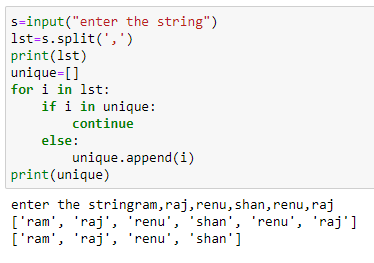 s=input("enter the string")
lst=s.split(',')
print(lst)
unique=[]
for i in lst:
    if i in unique:
        continue
    else:
        unique.append(i)
print(unique)
enter the stringram,raj,renu,shan,renu,raj
['ram', 'raj', 'renu', 'shan', 'renu', 'raj']
['ram', 'raj', 'renu', 'shan']